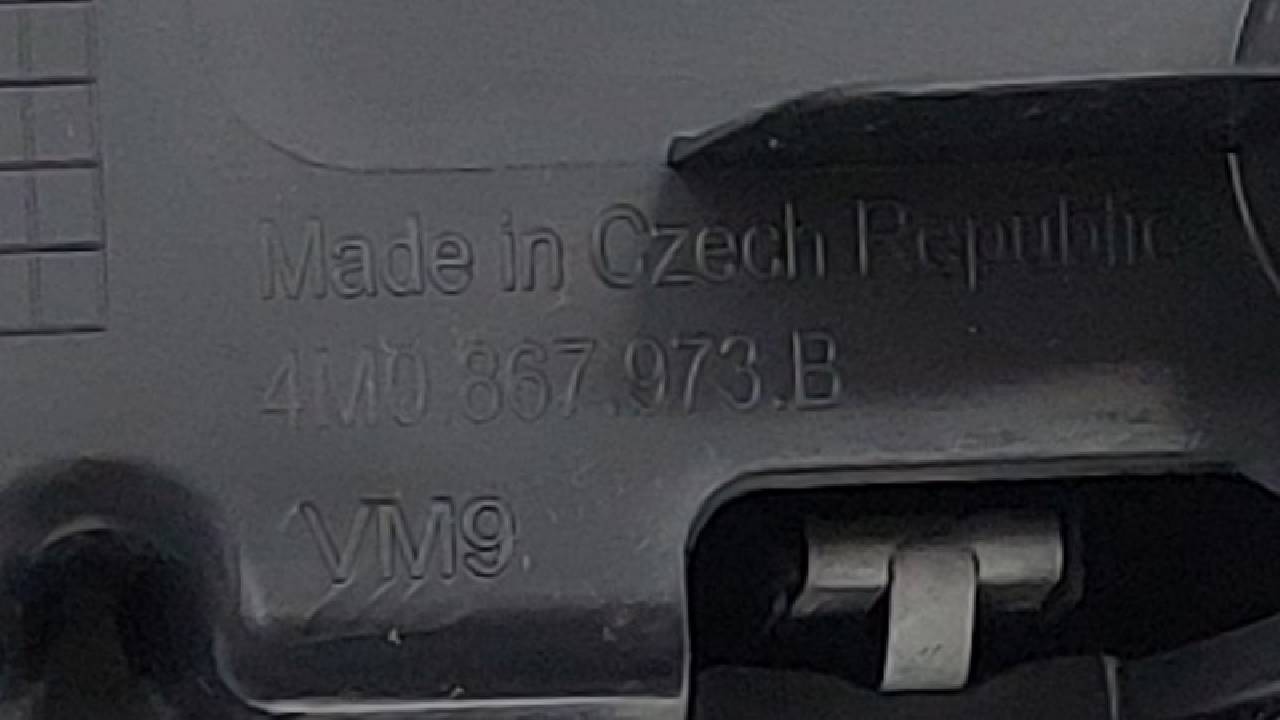 Made in Czech Republic
4M0.867.973.B
VM9